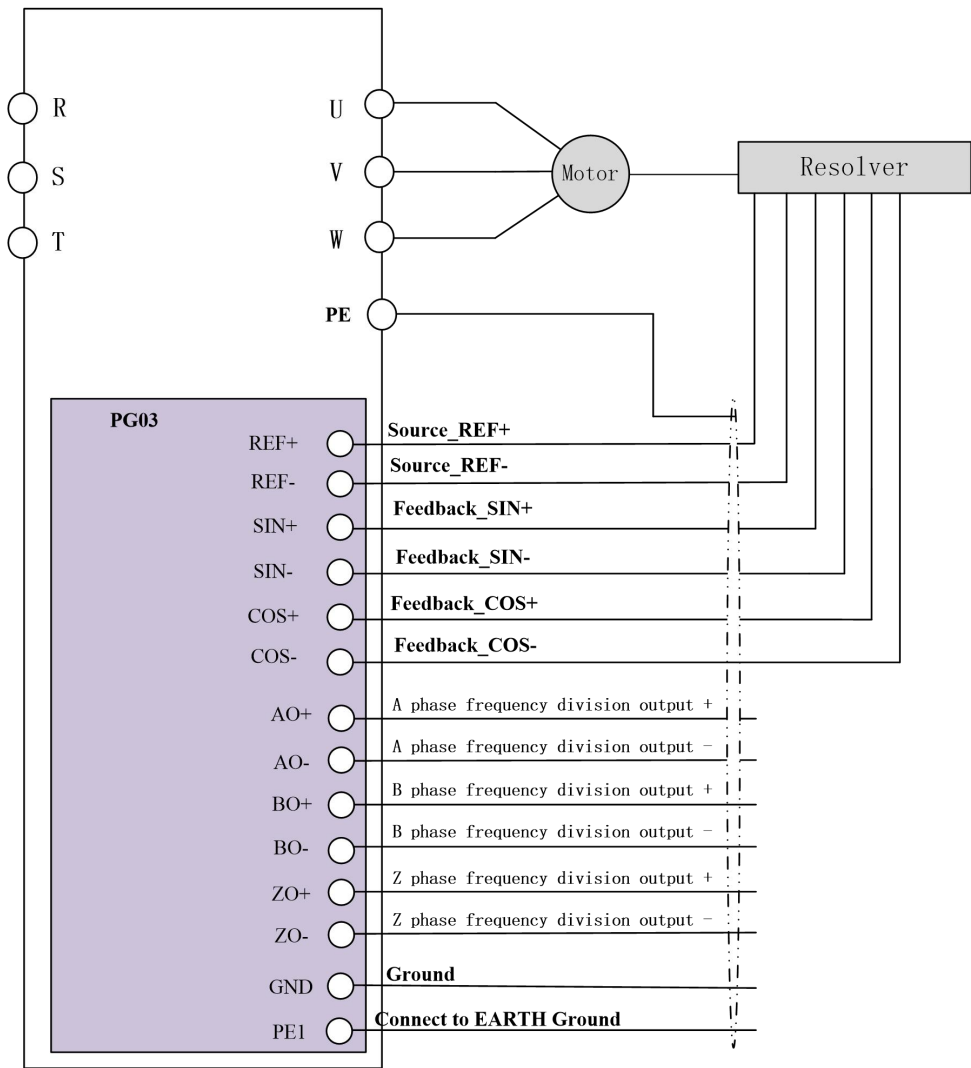 R
U
S
V
Motor
Resolver
T
W
PE
PG03
REF+
Source_REF+
REF-
Source_REF-
SIN+
Feedback_SIN+
SIN-
Feedback_SIN-
COS+
Feedback_COS+
COS-
Feedback_COS-
AO+
A phase frequency division output +
AO-
A phase frequency division output -
BO+
B phase frequency division output +
BO-
B phase frequency division output -
ZO+
Z phase frequency division output +
ZO-
Z phase frequency division output -
GND
Ground
PE1
Connect to EARTH Ground